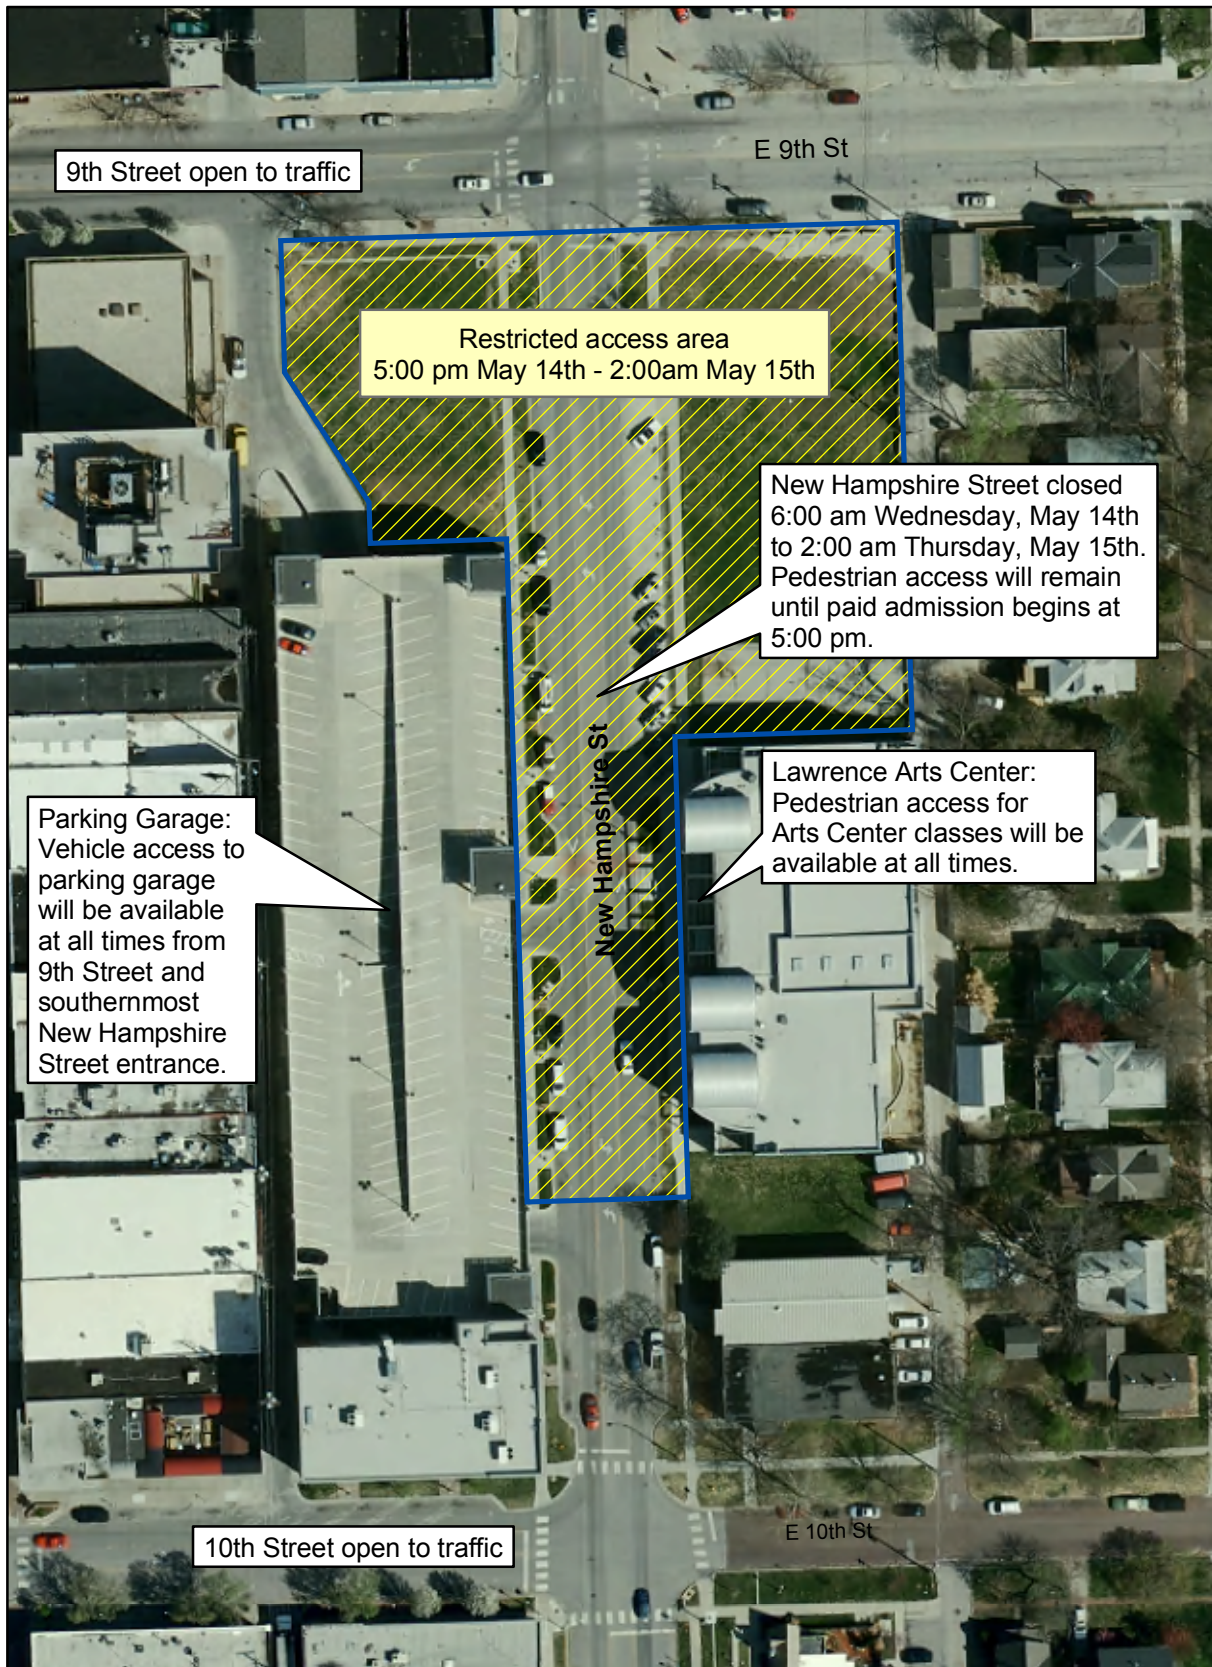 E 9th St
9th Street open to traffic
Restricted access area
5:00 pm May 14th - 2:00am May 15th
New Hampshire Street closed
6:00 am Wednesday, May 14th
to 2:00 am Thursday, May 15th.
Pedestrian access will remain
until paid admission begins at
5:00 pm.
New Hampshire St
Lawrence Arts Center:
Pedestrian access for
Arts Center classes will be
available at all times.
Parking Garage:
Vehicle access to
parking garage
will be available
at all times from
9th Street and
southernmost
New Hampshire
Street entrance.
E 10th St
10th Street open to traffic